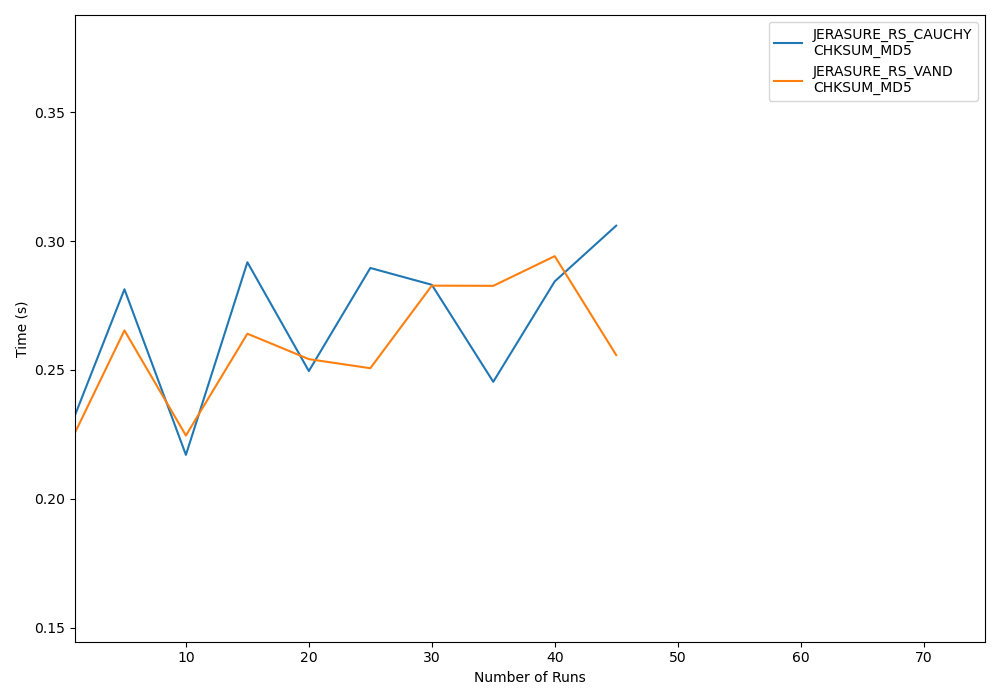 JERASURE_RS_CAUCHY
CHKSUM_MD5
JERASURE_RS_VAND
CHKSUM_MD5
0.35
0.30
0.25
0.20
0.15
Time (s)
10 20 30 40 50 60 70
Number of Runs